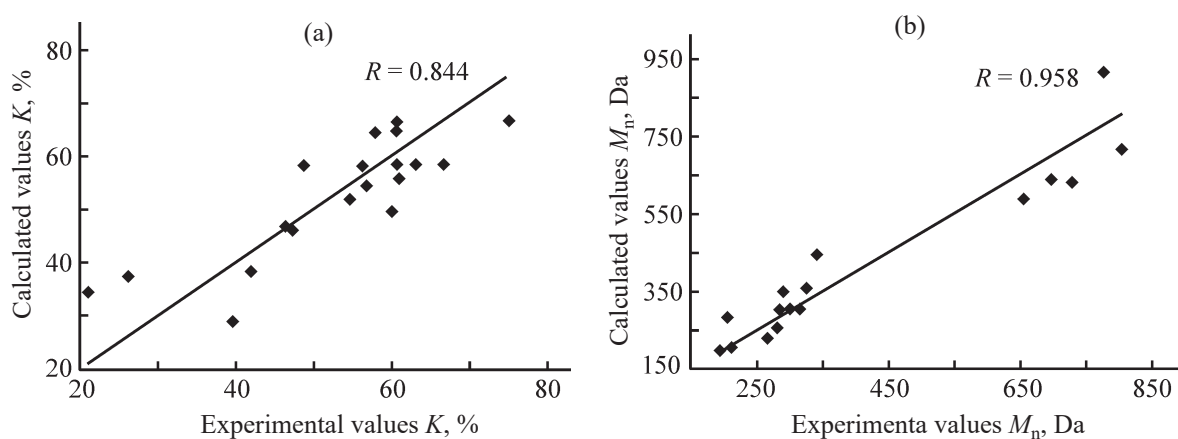 (a)
R = 0.844
Calculated values K, %
80
60
40
20
20
40
60
80
Experimental values K, %
(b)
R = 0.958
Calculated values Mn, Da
950
750
550
350
150
250
450
650
850
Experimenta values Mn, Da